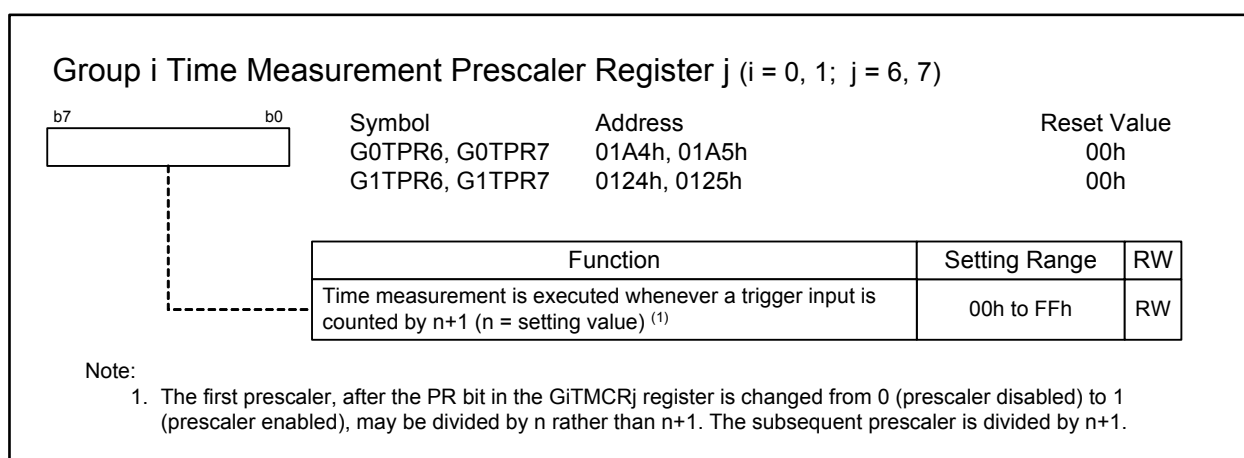 Group i Time Measurement Prescaler Register j (i = 0, 1; j = 6, 7)
b7 b0
Symbol Address Reset Value
G0TPR6, G0TPR7 01A4h, 01A5h 00h
G1TPR6, G1TPR7 0124h, 0125h 00h
Function Setting Range RW
Time measurement is executed whenever a trigger input is
counted by n+1 (n = setting value) (1)
00h to FFh RW
Note:
1. The first prescaler, after the PR bit in the GiTMCRj register is changed from 0 (prescaler disabled) to 1
(prescaler enabled), may be divided by n rather than n+1. The subsequent prescaler is divided by n+1.